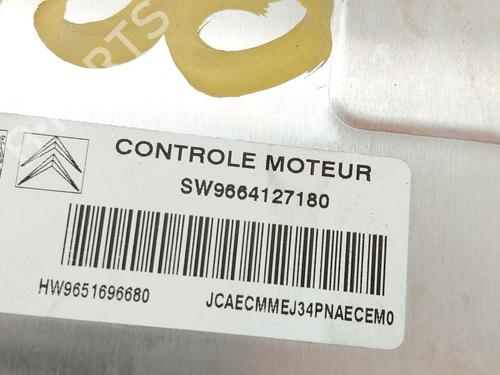 CONTROLE MOTEUR
SW9664127180
HW9651696680
JCAECMMEJ34PNAECEM0